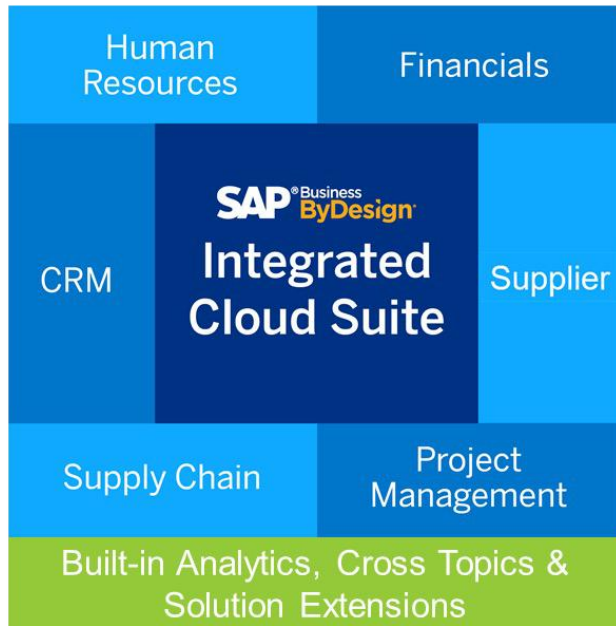 Human
Resources
Financials
CRM
SAP® Business
ByDesign
Integrated
Cloud Suite
Supplier
Supply Chain
Project
Management
Built-in Analytics, Cross Topics &
Solution Extensions